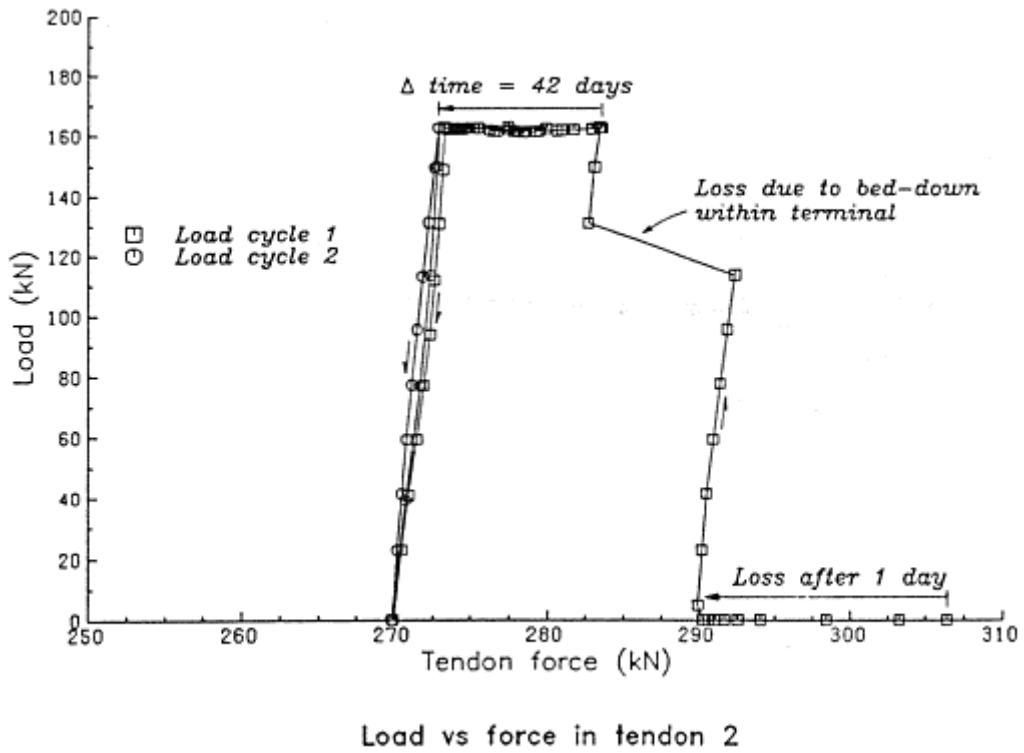 200
180
160
140
120
100
80
60
40
20
0
Load (kN)
Δ time = 42 days
Loss due to bed-down
within terminal
Load cycle 1
Load cycle 2
Loss after 1 day
250
260
270
280
290
300
310
Tendon force (kN)
Load vs force in tendon 2